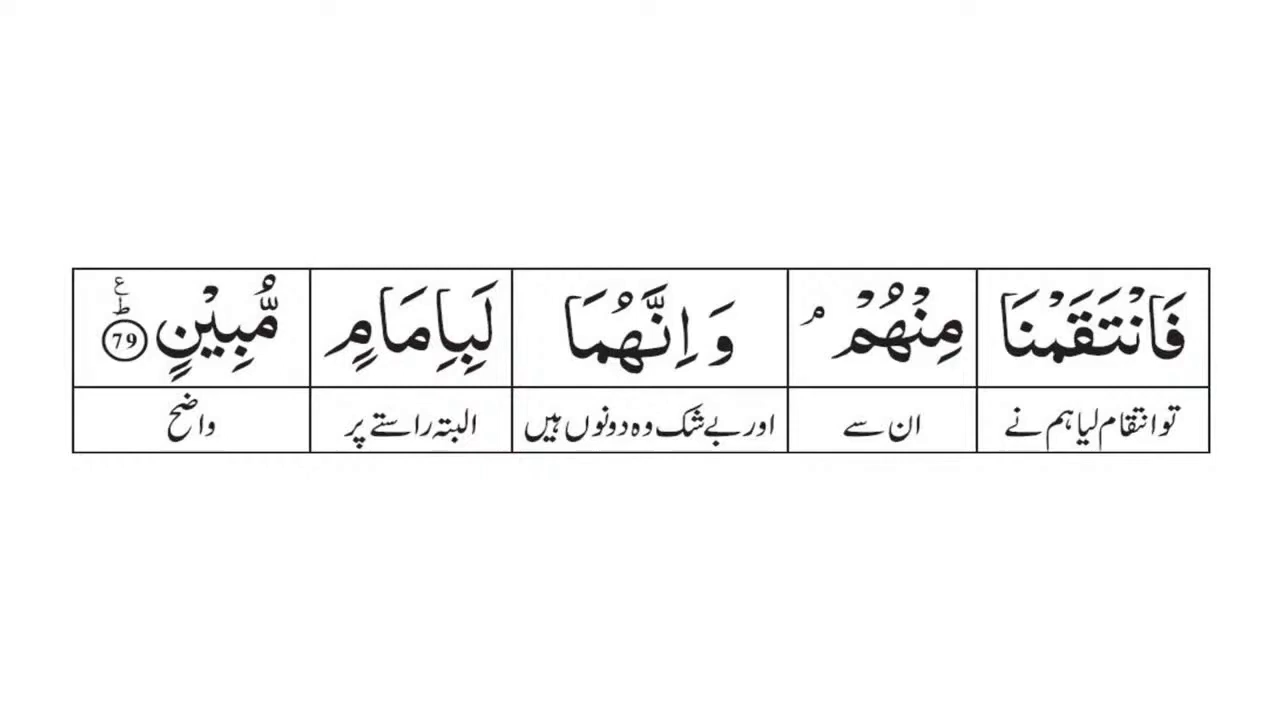 فَانْتَقَمْنَا مِنْهُمْ ۘ وَ اِنَّهُمَا لَبِاِمَامٍ مُّبِيْنٍ ؕ ع 79
تو انتقام لیا ہم نے ان سے اور بے شک وہ دونوں ہیں البتہ راستے پر واضح